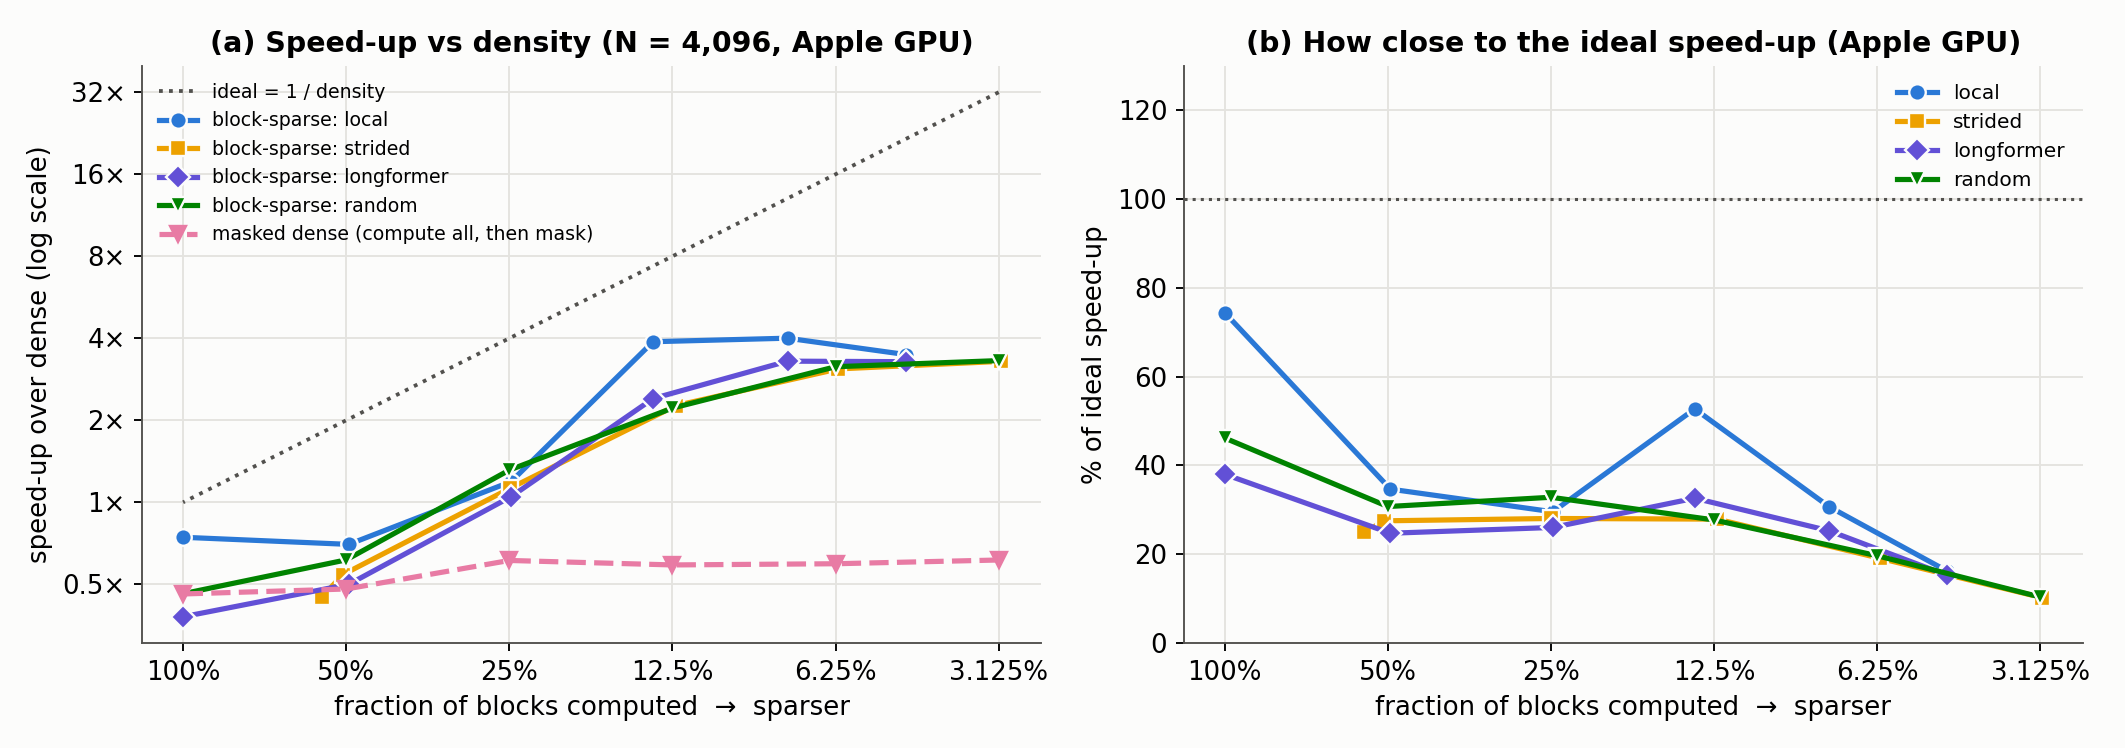 (a) Speed-up vs density (N = 4,096, Apple GPU)
speed-up over dense (log scale)
32×
16×
8×
4×
2×
1×
0.5×
ideal = 1 / density
block-sparse: local
block-sparse: strided
block-sparse: longformer
block-sparse: random
masked dense (compute all, then mask)
100% 50% 25% 12.5% 6.25% 3.125%
fraction of blocks computed → sparser
(b) How close to the ideal speed-up (Apple GPU)
% of ideal speed-up
120
100
80
60
40
20
0
local
strided
longformer
random
100% 50% 25% 12.5% 6.25% 3.125%
fraction of blocks computed → sparser